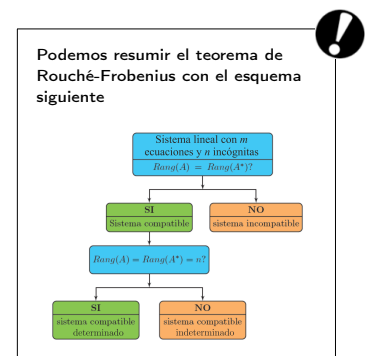 Podemos resumir el teorema de
Rouché-Frobenius con el esquema
siguiente
Sistema lineal con m
ecuaciones y n incógnitas
Rang(A) = Rang(A*)?
SI
Sistema compatible
NO
sistema incompatible
Rang(A) = Rang(A*) = n?
SI
sistema compatible
determinado
NO
sistema compatible
indeterminado